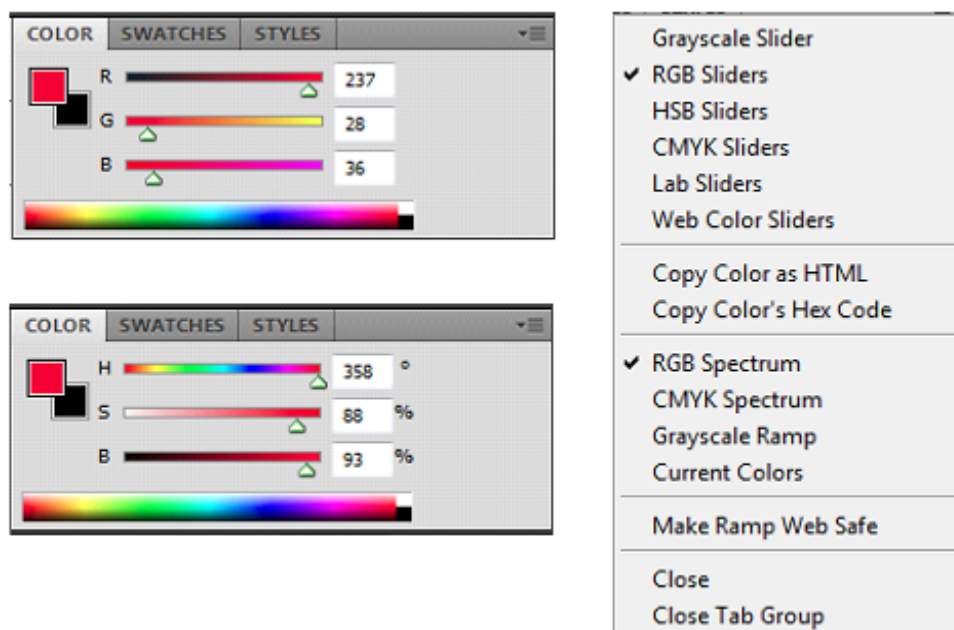 COLOR SWATCHES STYLES
R 237
G 28
B 36
COLOR SWATCHES STYLES
H 358 °
S 88 %
B 93 %
Grayscale Slider
✔ RGB Sliders
HSB Sliders
CMYK Sliders
Lab Sliders
Web Color Sliders
Copy Color as HTML
Copy Color's Hex Code
✔ RGB Spectrum
CMYK Spectrum
Grayscale Ramp
Current Colors
Make Ramp Web Safe
Close
Close Tab Group